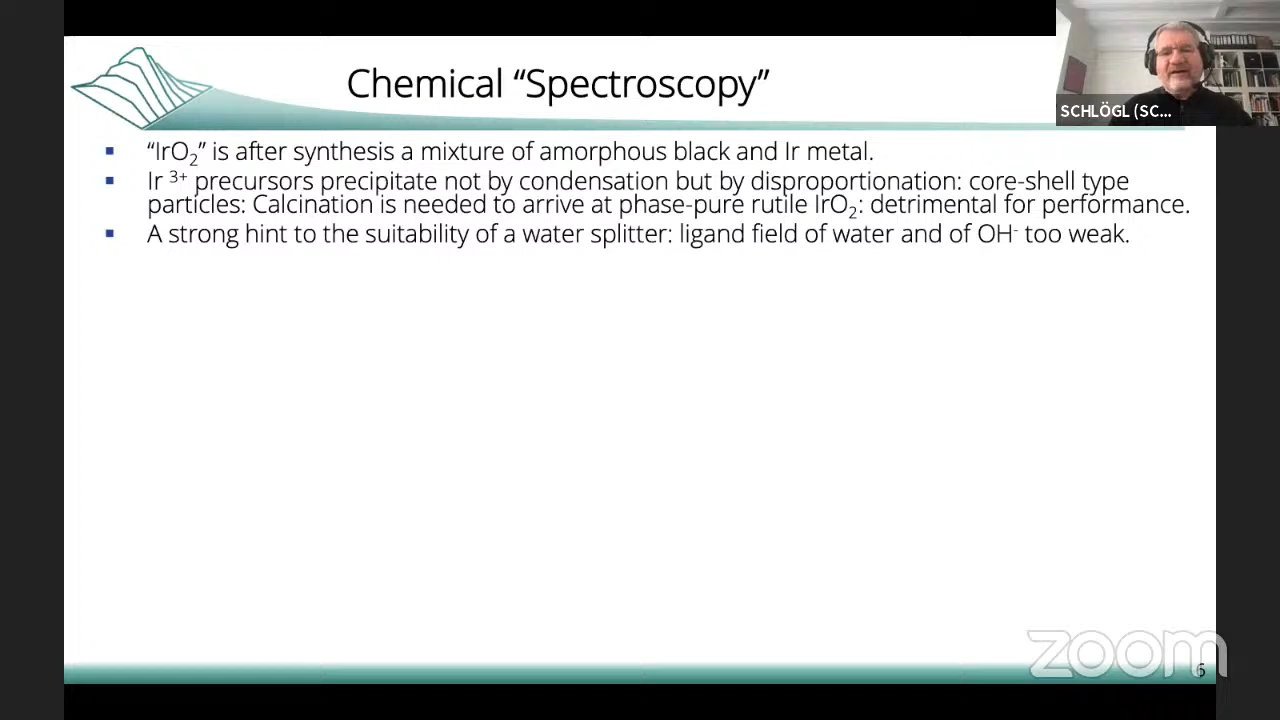 Chemical “Spectroscopy”
SCHLÖGL (SC...
“IrO₂” is after synthesis a mixture of amorphous black and Ir metal.
Ir ³⁺ precursors precipitate not by condensation but by disproportionation: core-shell type
particles: Calcination is needed to arrive at phase-pure rutile IrO₂: detrimental for performance.
A strong hint to the suitability of a water splitter: ligand field of water and of OH⁻ too weak.
zoom
6